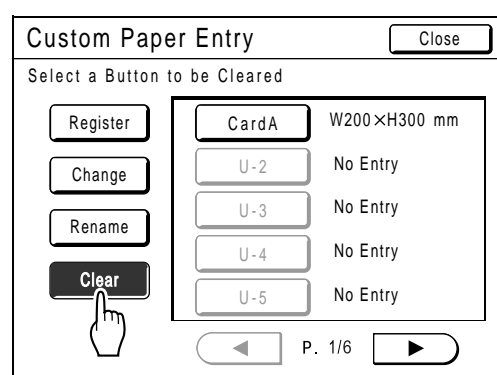 Custom Paper Entry Close
Select a Button to be Cleared
Register
Change
Rename
Clear
CardA W200×H300 mm
U-2 No Entry
U-3 No Entry
U-4 No Entry
U-5 No Entry
P. 1/6